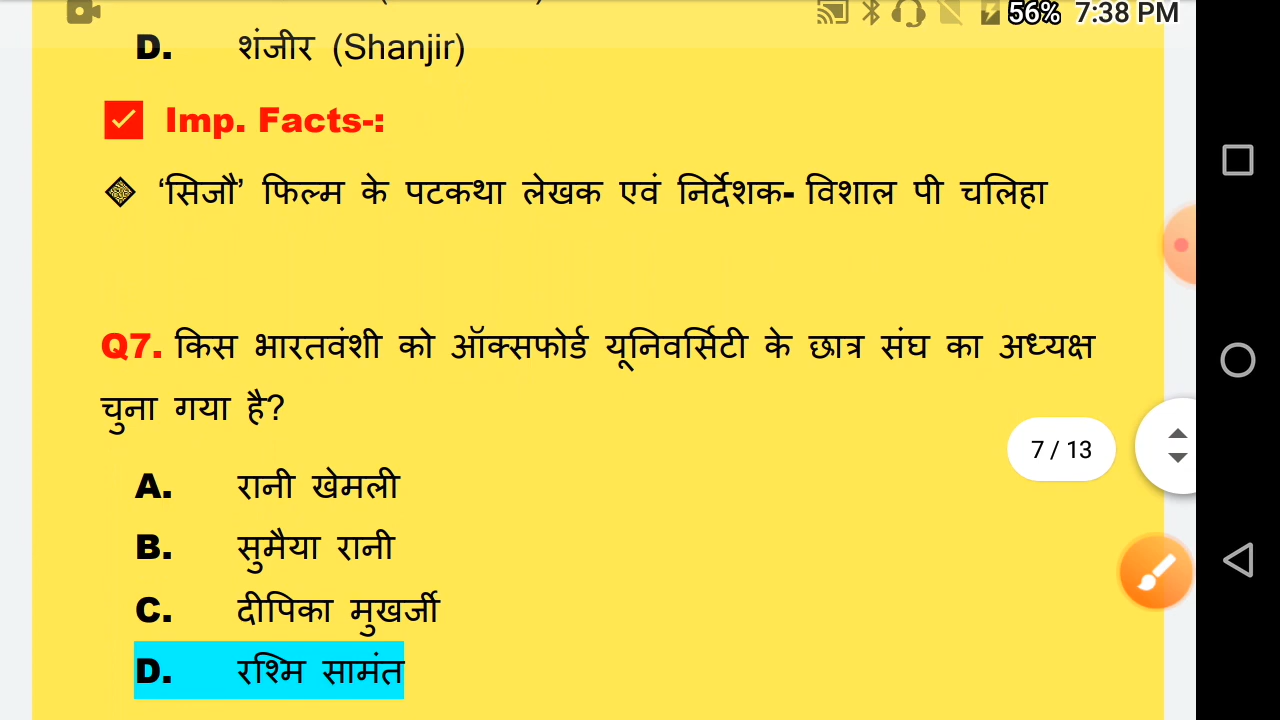 56% 7:38 PM
D. शंजीर (Shanjir)
Imp. Facts-:
‘सिजौ’ फिल्म के पटकथा लेखक एवं निर्देशक- विशाल पी चलिहा
Q7. किस भारतवंशी को ऑक्सफोर्ड यूनिवर्सिटी के छात्र संघ का अध्यक्ष
चुना गया है?
7 / 13
A. रानी खेमली
B. सुमैया रानी
C. दीपिका मुखर्जी
D. रश्मि सामंत